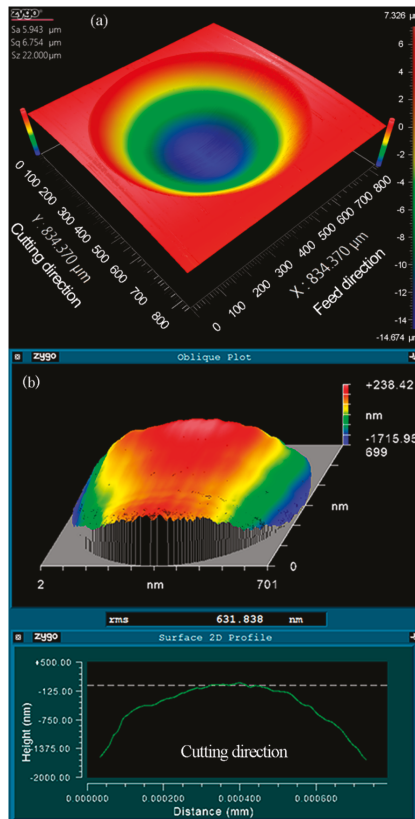 zygo
(a)
7.326 μm
Sa 5.943 μm
Sq 6.754 μm
Sz 22.000μm
4
2
0
-2
-4
-6
-8
-10
-12
-14
-14.674 μm
0 100 200 300 400 500 600 700 800
Y : 834.370 μm
Cutting direction
0 100 200 300 400 500 600 700 800
X : 834.370 μm
Feed direction
zygo Oblique Plot
(b)
+238.42
nm
-1715.95
699
nm
0
2 nm 701
rms 631.838 nm
zygo Surface 2D Profile
+500.00
-125.00
-750.00
-1375.00
-2000.00
Height (nm)
Cutting direction
0.000000 0.000200 0.000400 0.000600
Distance (mm)